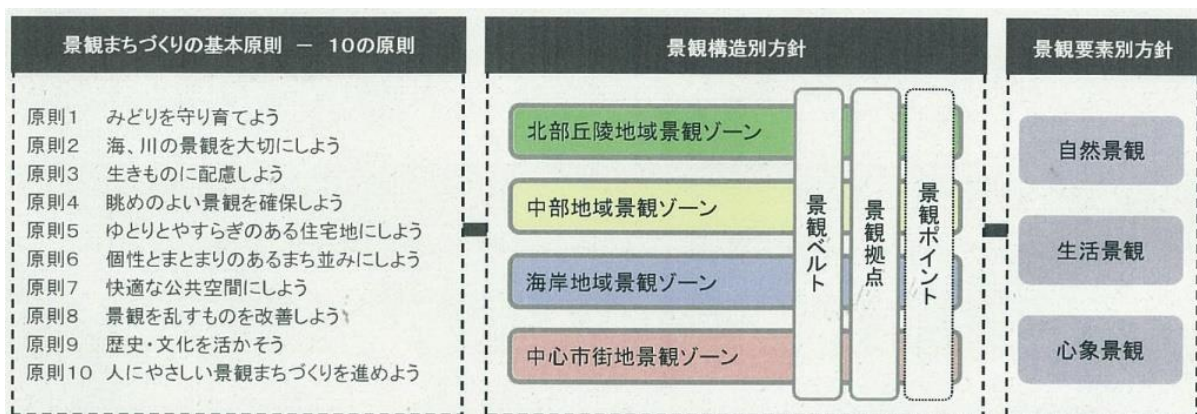 景観まちづくりの基本原則 － 10の原則
原則1 みどりを守り育てよう
原則2 海、川の景観を大切にしよう
原則3 生きものに配慮しよう
原則4 眺めのよい景観を確保しよう
原則5 ゆとりとやすらぎのある住宅地にしよう
原則6 個性とまとまりのあるまち並みにしよう
原則7 快適な公共空間にしよう
原則8 景観を乱すものを改善しよう
原則9 歴史・文化を活かそう
原則10 人にやさしい景観まちづくりを進めよう
景観構造別方針
北部丘陵地域景観ゾーン
中部地域景観ゾーン
海岸地域景観ゾーン
中心市街地景観ゾーン
景観ベルト
景観拠点
景観ポイント
景観要素別方針
自然景観
生活景観
心象景観